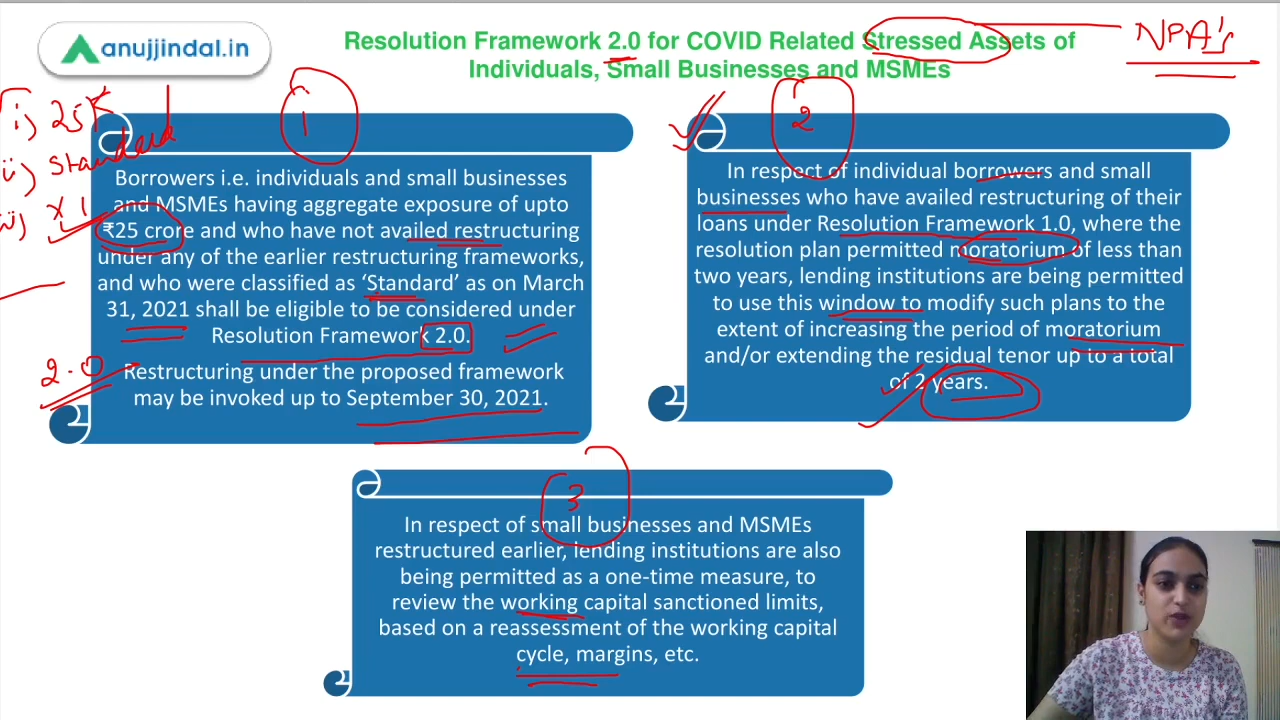 anujjindal.in
Resolution Framework 2.0 for COVID Related Stressed Assets of
Individuals, Small Businesses and MSMEs
NPA's
i) 25K
ii) Standard
iii) X 1
1
Borrowers i.e. individuals and small businesses
and MSMEs having aggregate exposure of upto
₹25 crore and who have not availed restructuring
under any of the earlier restructuring frameworks,
and who were classified as ‘Standard’ as on March
31, 2021 shall be eligible to be considered under
Resolution Framework 2.0.
2.0
Restructuring under the proposed framework
may be invoked up to September 30, 2021.
2
In respect of individual borrowers and small
businesses who have availed restructuring of their
loans under Resolution Framework 1.0, where the
resolution plan permitted moratorium of less than
two years, lending institutions are being permitted
to use this window to modify such plans to the
extent of increasing the period of moratorium
and/or extending the residual tenor up to a total
of 2 years.
3
In respect of small businesses and MSMEs
restructured earlier, lending institutions are also
being permitted as a one-time measure, to
review the working capital sanctioned limits,
based on a reassessment of the working capital
cycle, margins, etc.